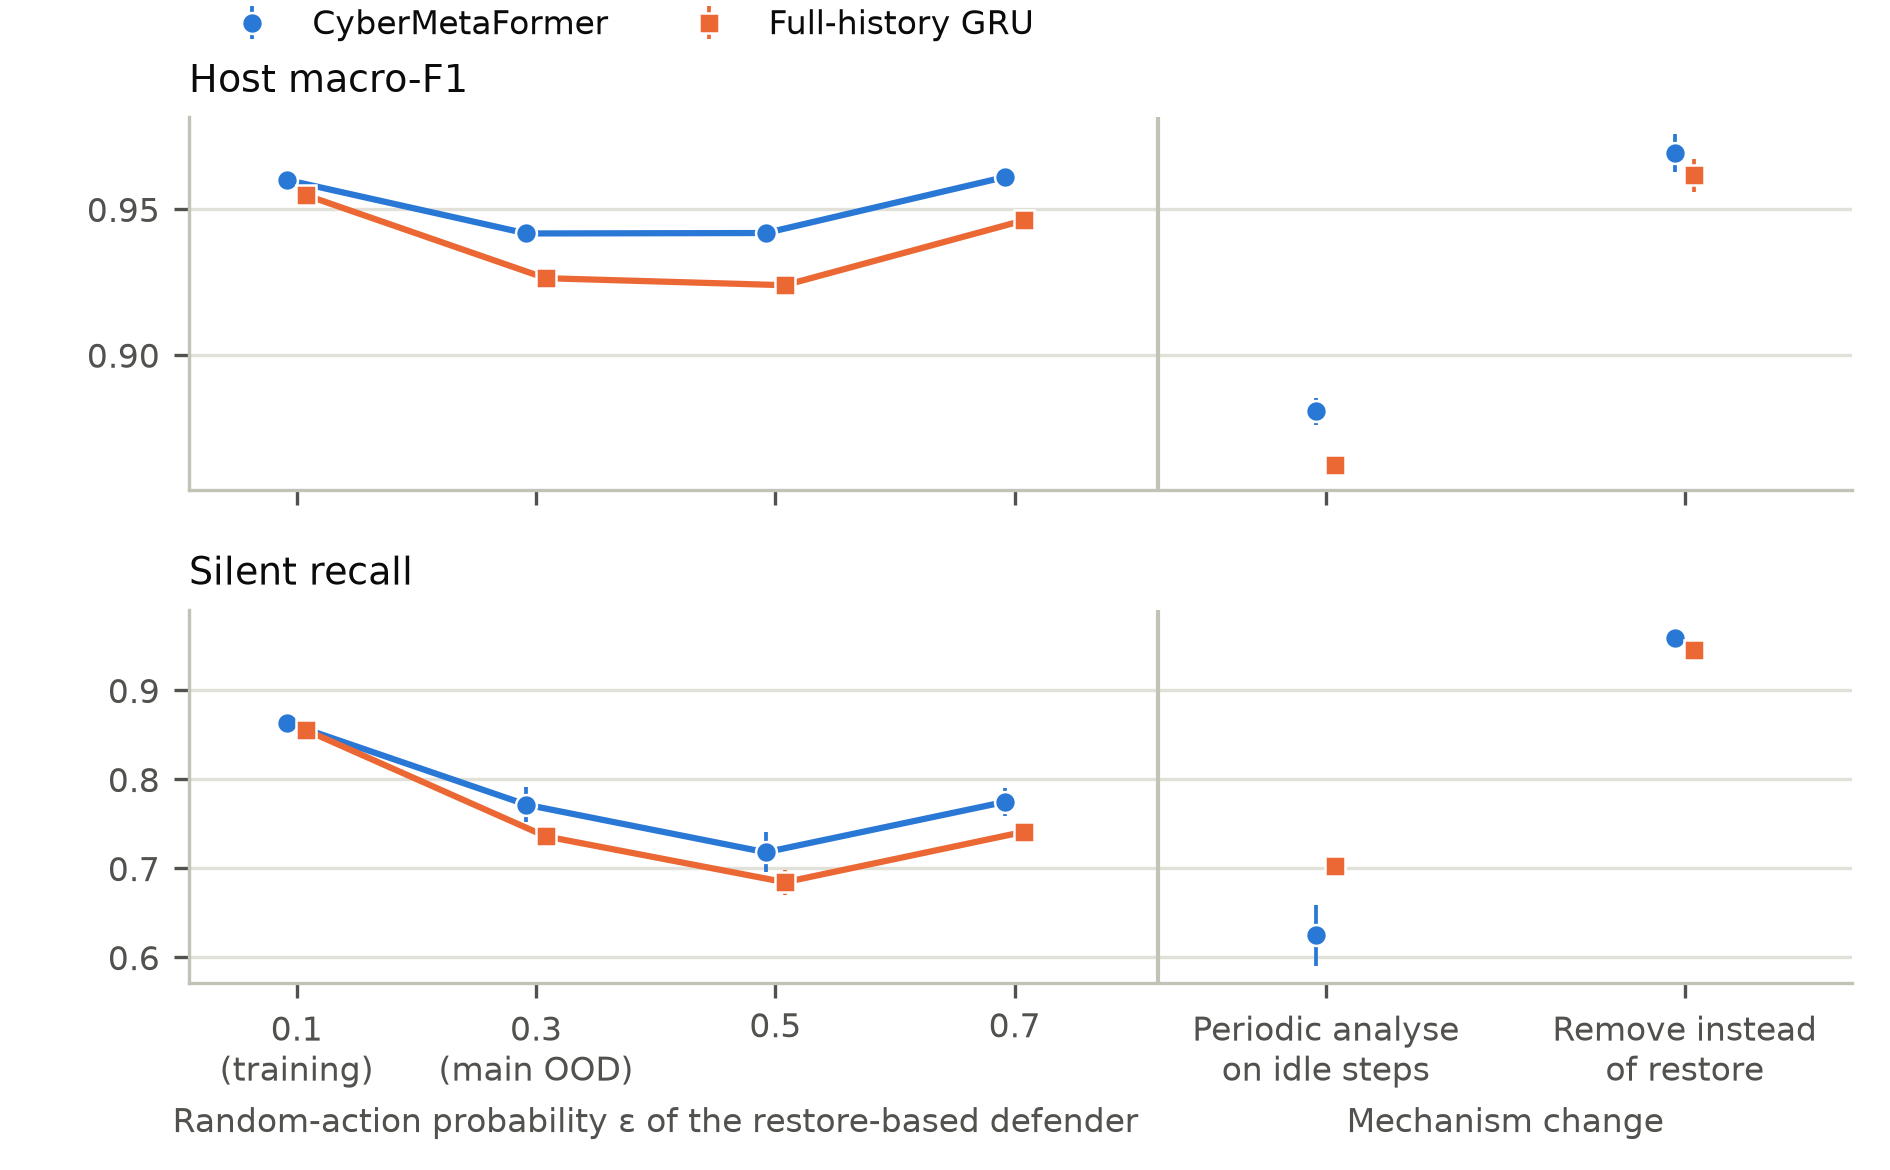 CyberMetaFormer Full-history GRU
Host macro-F1
0.95
0.90
Silent recall
0.9
0.8
0.7
0.6
0.1 0.3 0.5 0.7 Periodic analyse Remove instead
(training) (main OOD) on idle steps of restore
Random-action probability ε of the restore-based defender Mechanism change